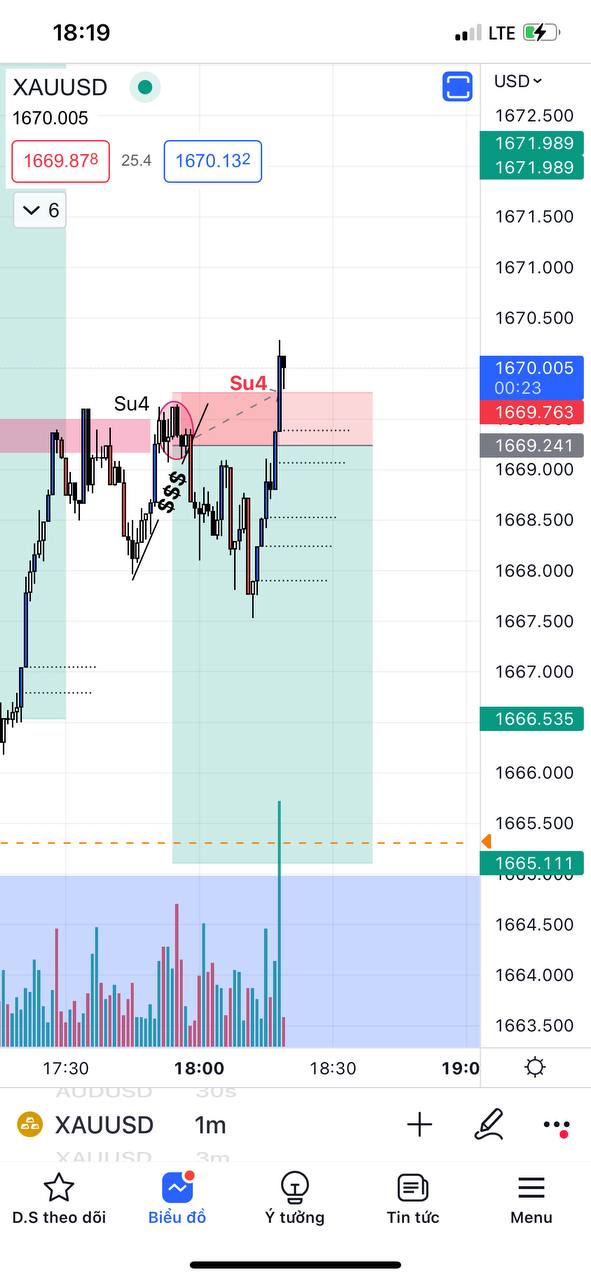 18:19
LTE
XAUUSD
USD
1670.005
1669.878
25.4
1670.132
6
1672.500
1671.989
1671.989
1671.500
1671.000
1670.500
1670.005
00:23
1669.763
1669.241
1669.000
1668.500
1668.000
1667.500
1667.000
1666.535
1666.000
1665.500
1665.111
1665.000
1664.500
1664.000
1663.500
Su4
Su4
$$$
17:30
18:00
18:30
19:0
AUDUSD 30s
XAUUSD 1m
XAUUSD 3m
D.S theo dõi
Biểu đồ
Ý tưởng
Tin tức
Menu